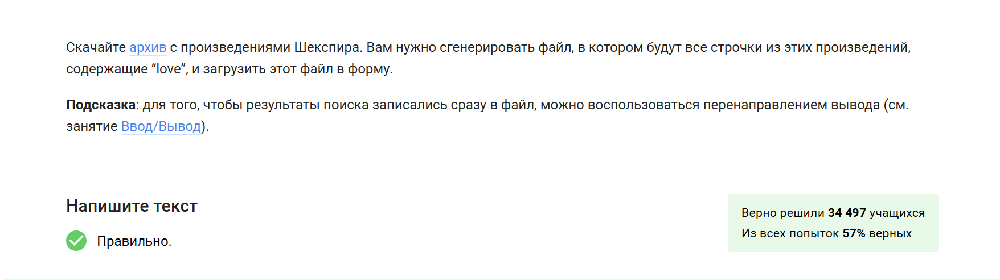 Скачайте архив с произведениями Шекспира. Вам нужно сгенерировать файл, в котором будут все строчки из этих произведений,
содержащие “love”, и загрузить этот файл в форму.
Подсказка: для того, чтобы результаты поиска записались сразу в файл, можно воспользоваться перенаправлением вывода (см.
занятие Ввод/Вывод).
Напишите текст
Правильно.
Верно решили 34 497 учащихся
Из всех попыток 57% верных